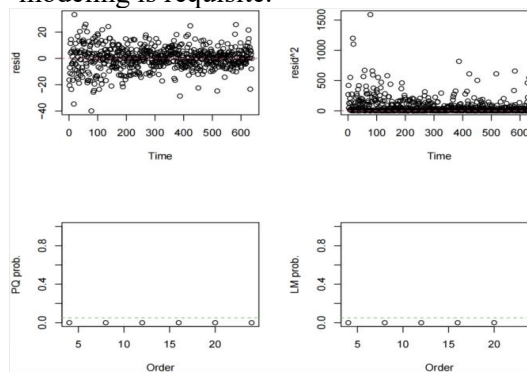 modeling is requisite.
resid
-40 -20 0 20
0 100 200 300 400 500 600
Time
resid^2
0 500 1000 1500
0 100 200 300 400 500 600
Time
PQ prob.
0.0 0.4 0.8
5 10 15 20
Order
LM prob.
0.0 0.4 0.8
5 10 15 20
Order